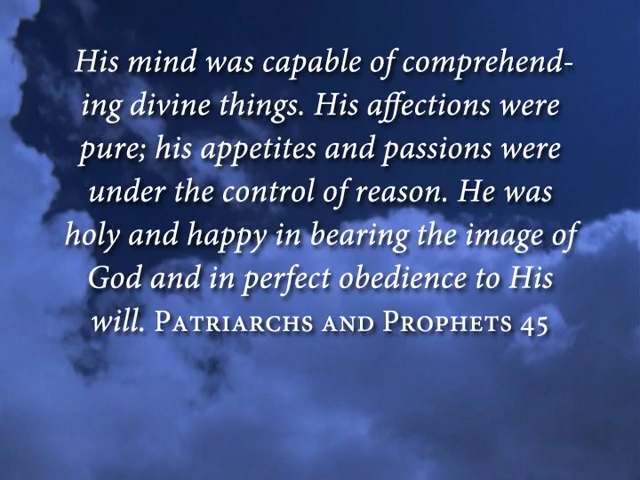 His mind was capable of comprehend-
ing divine things. His affections were
pure; his appetites and passions were
under the control of reason. He was
holy and happy in bearing the image of
God and in perfect obedience to His
will. PATRIARCHS AND PROPHETS 45